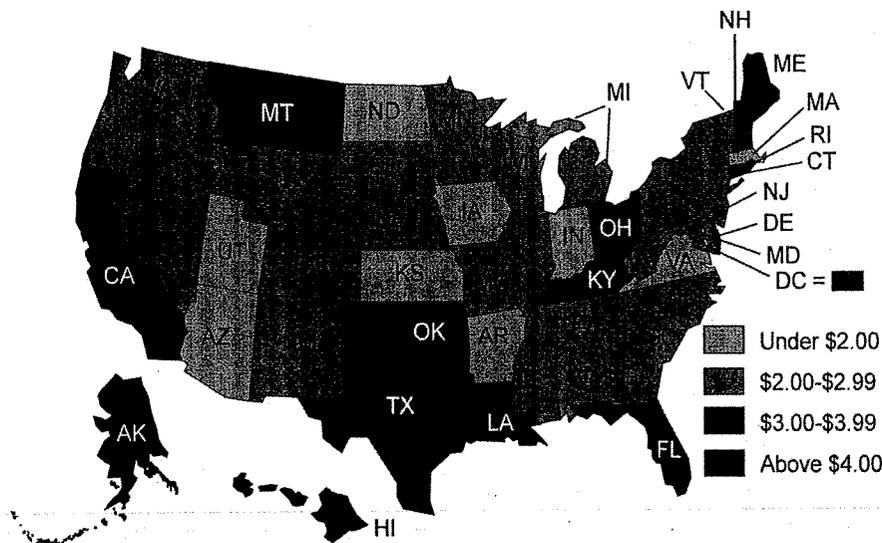 NH
ME
VT
MI
MA
RI
CT
NJ
DE
MD
DC =
MT
ND
IA
UT
KS
IN
OH
KY
VA
CA
AZ
OK
AR
TX
LA
FL
AK
HI
Under $2.00
$2.00-$2.99
$3.00-$3.99
Above $4.00